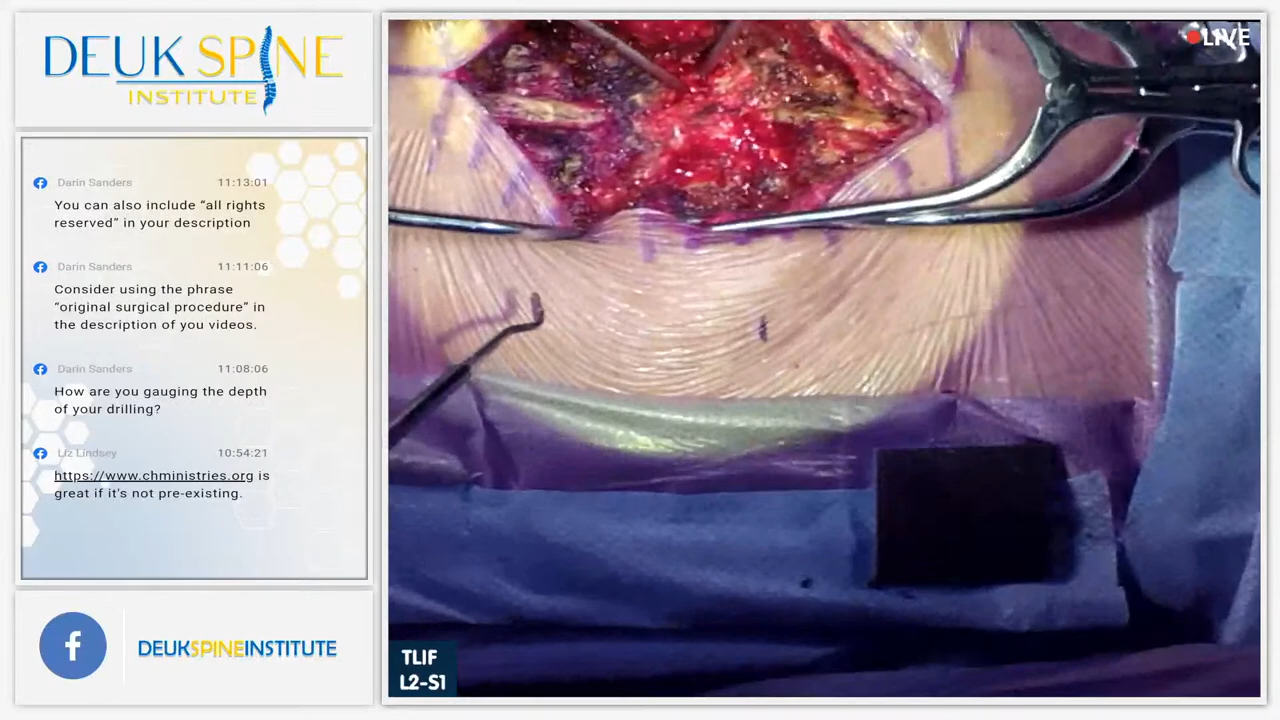 DEUK SPINE
INSTITUTE
LIVE
Darin Sanders 11:13:01
You can also include “all rights
reserved” in your description
Darin Sanders 11:11:06
Consider using the phrase
“original surgical procedure” in
the description of you videos.
Darin Sanders 11:08:06
How are you gauging the depth
of your drilling?
Liz Lindsey 10:54:21
https://www.chministries.org is
great if it's not pre-existing.
f
DEUKSPINEINSTITUTE
TLIF
L2-S1